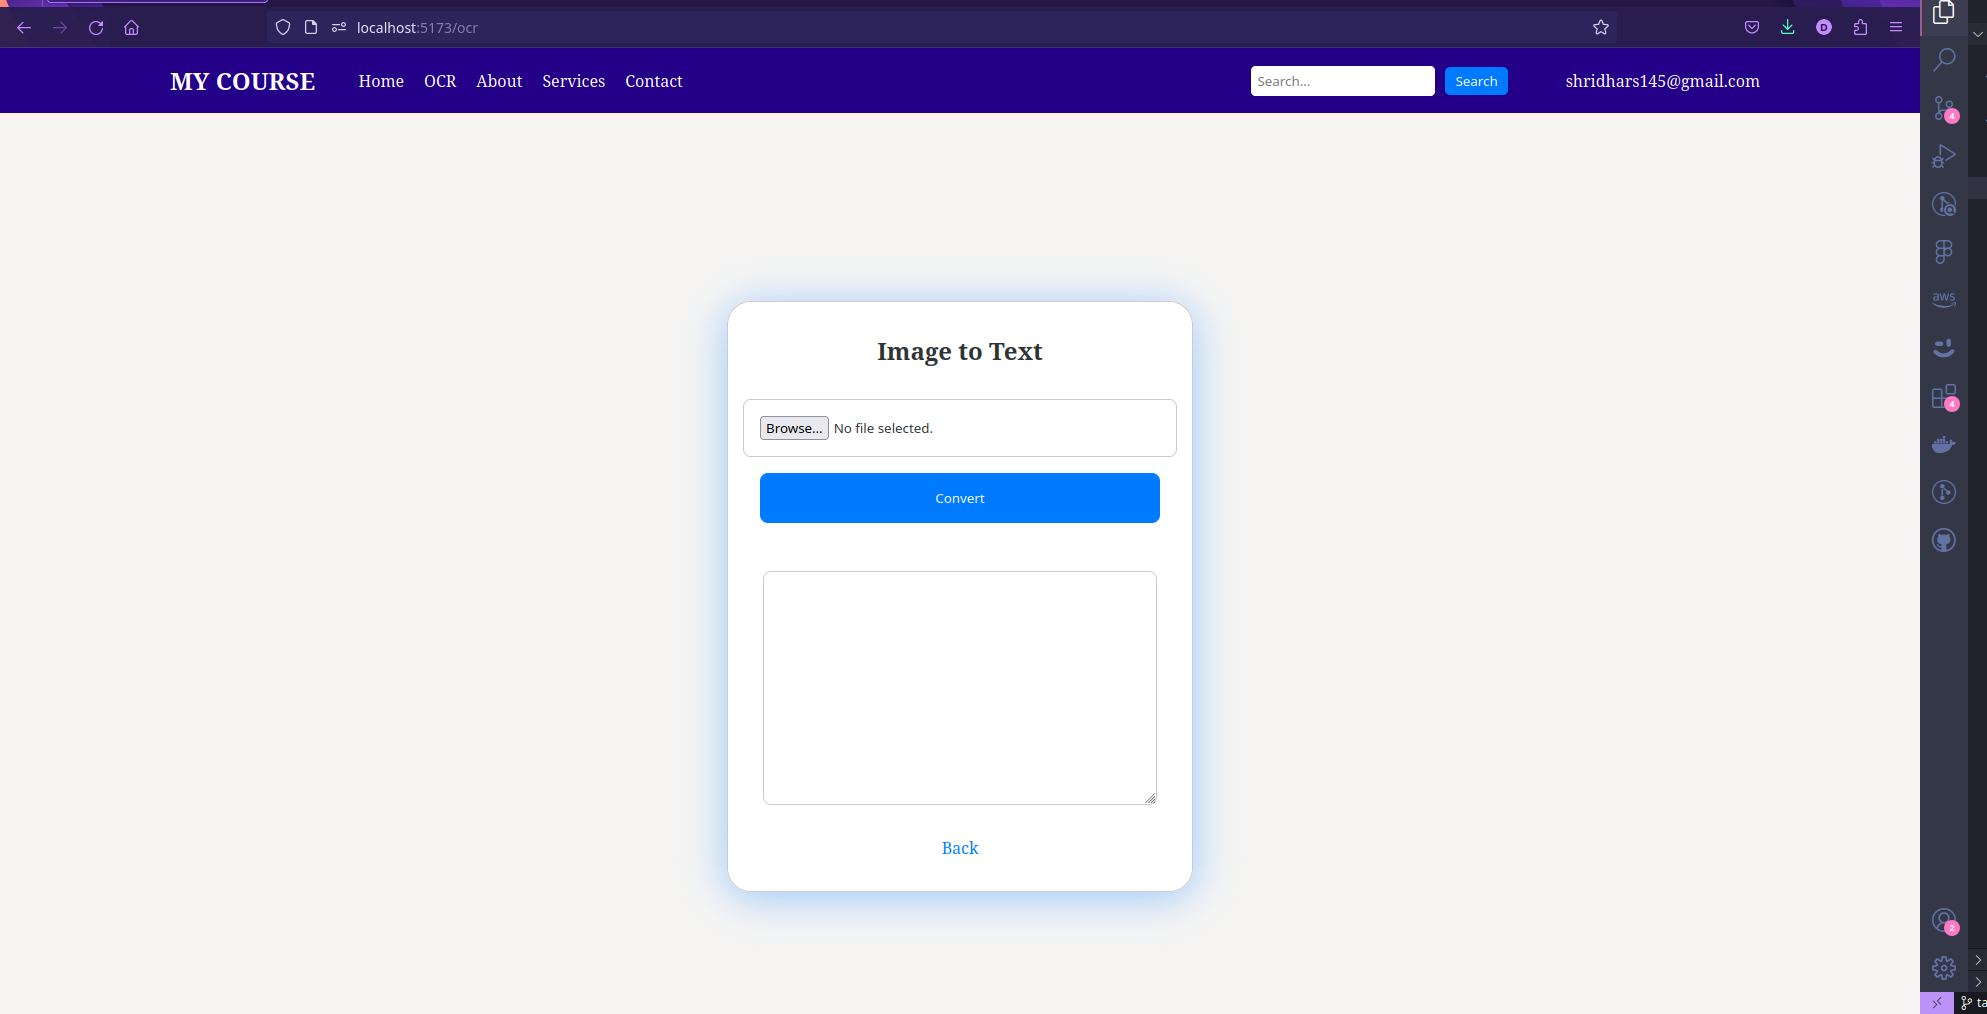 localhost:5173/ocr
MY COURSE Home OCR About Services Contact Search... Search shridhars145@gmail.com
Image to Text
Browse... No file selected.
Convert
Back
D
4
aws
4
2
ta